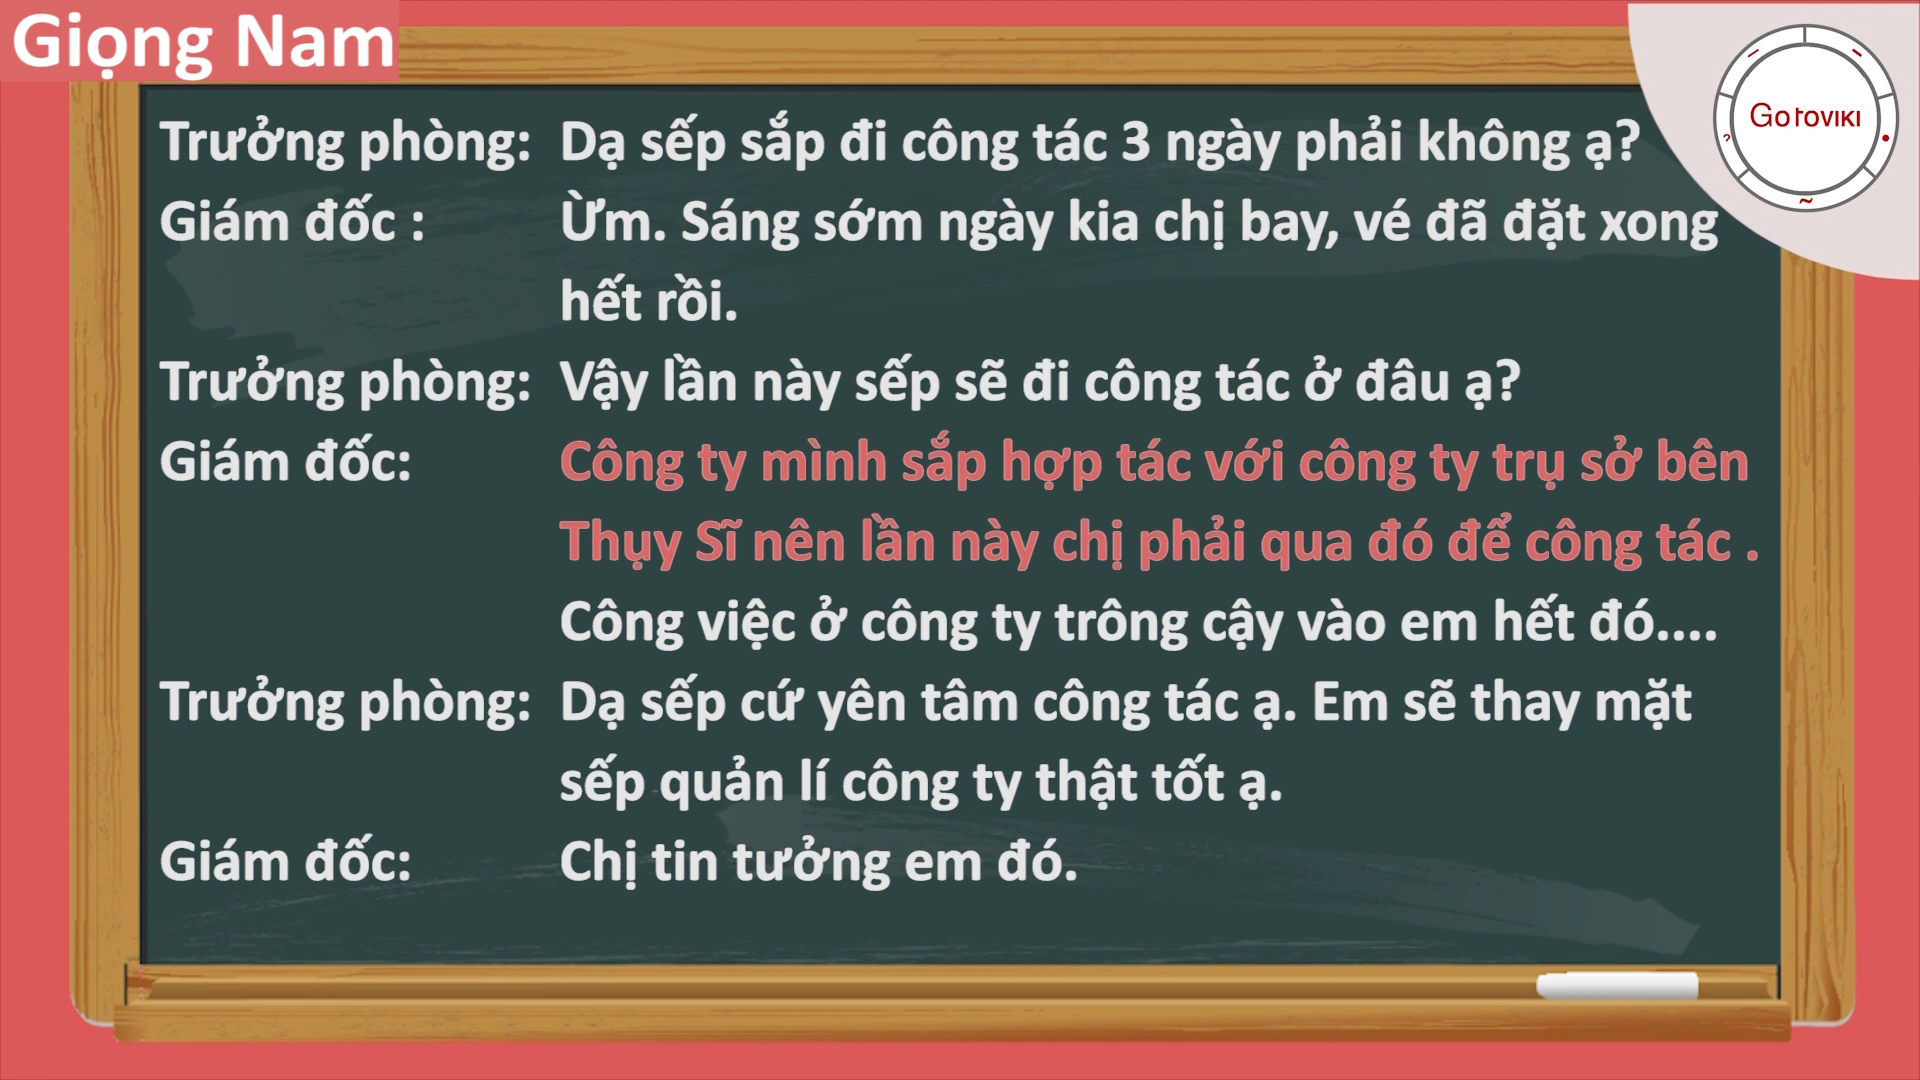 Giọng Nam
GoTOVIKI
Trưởng phòng: Dạ sếp sắp đi công tác 3 ngày phải không ạ?
Giám đốc : Ừm. Sáng sớm ngày kia chị bay, vé đã đặt xong
hết rồi.
Trưởng phòng: Vậy lần này sếp sẽ đi công tác ở đâu ạ?
Giám đốc: Công ty mình sắp hợp tác với công ty trụ sở bên
Thụy Sĩ nên lần này chị phải qua đó để công tác .
Công việc ở công ty trông cậy vào em hết đó....
Trưởng phòng: Dạ sếp cứ yên tâm công tác ạ. Em sẽ thay mặt
sếp quản lí công ty thật tốt ạ.
Giám đốc: Chị tin tưởng em đó.